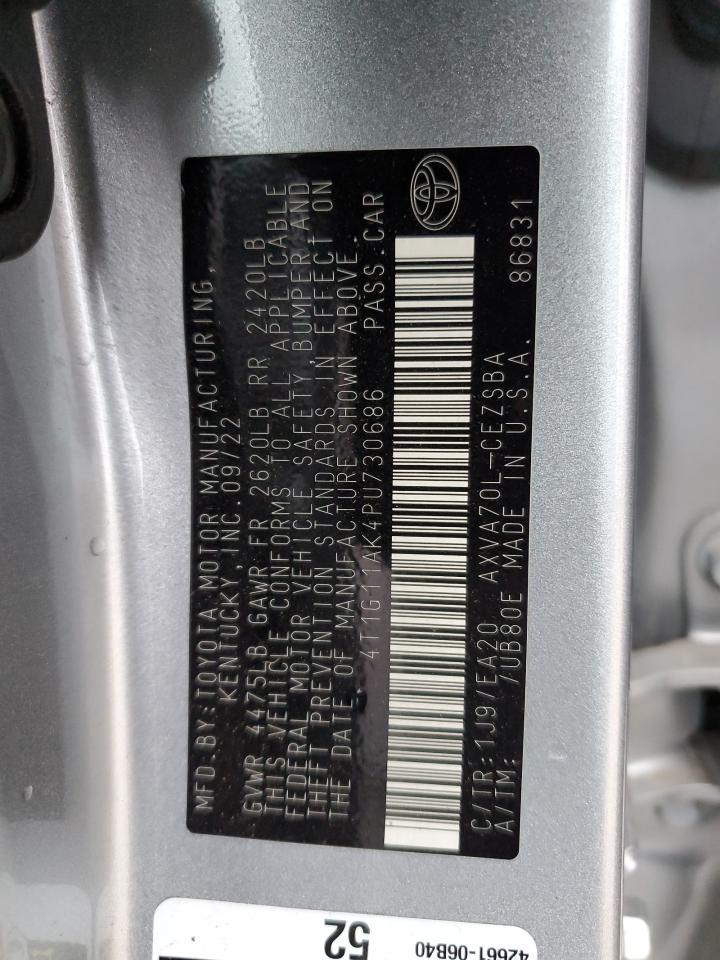 MFD.BY:TOYOTA MOTOR MANUFACTURING,
KENTUCKY,INC.09/22
GVWR 4475LB GAWR FR 2620LB RR 2420LB
THIS VEHICLE CONFORMS TO ALL APPLICABLE
FEDERAL MOTOR VEHICLE SAFETY,BUMPER,AND
THEFT PREVENTION STANDARDS IN EFFECT ON
THE DATE OF MANUFACTURE SHOWN ABOVE.
4T1G11AK4PU730686 PASS.CAR
C/TR:1J9/EA20 AXVA70L-CEZSBA
A/TM: /UB80E MADE IN U.S.A. 86831
52
42661-06B40